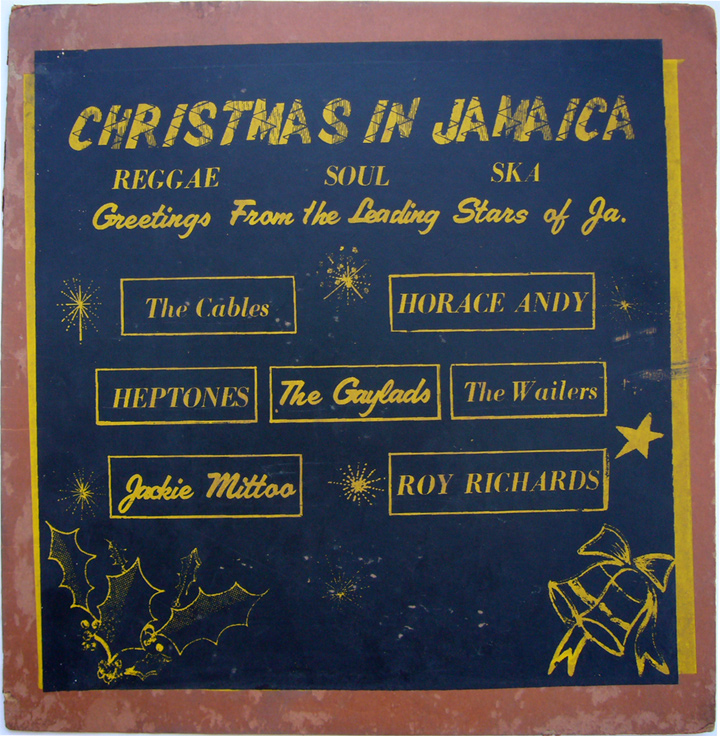 CHRISTMAS IN JAMAICA
REGGAE SOUL SKA
Greetings From the Leading Stars of Ja.
The Cables HORACE ANDY
HEPTONES The Gaylads The Wailers
Jackie Mittoo ROY RICHARDS